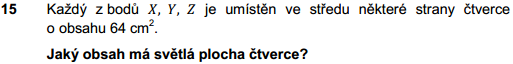 15 Každý z bodů X, Y, Z je umístěn ve středu některé strany čtverce
o obsahu 64 cm².
Jaký obsah má světlá plocha čtverce?